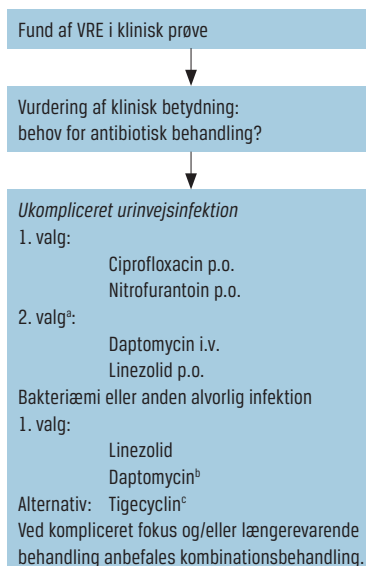 Fund af VRE i klinisk prøve
Vurdering af klinisk betydning:
behov for antibiotisk behandling?
Ukompliceret urinvejsinfektion
1. valg:
Ciprofloxacin p.o.
Nitrofurantoin p.o.
2. valgᵃ:
Daptomycin i.v.
Linezolid p.o.
Bakteriæmi eller anden alvorlig infektion
1. valg:
Linezolid
Daptomycinᵇ
Alternativ: Tigecyclinᶜ
Ved kompliceret fokus og/eller længerevarende
behandling anbefales kombinationsbehandling.